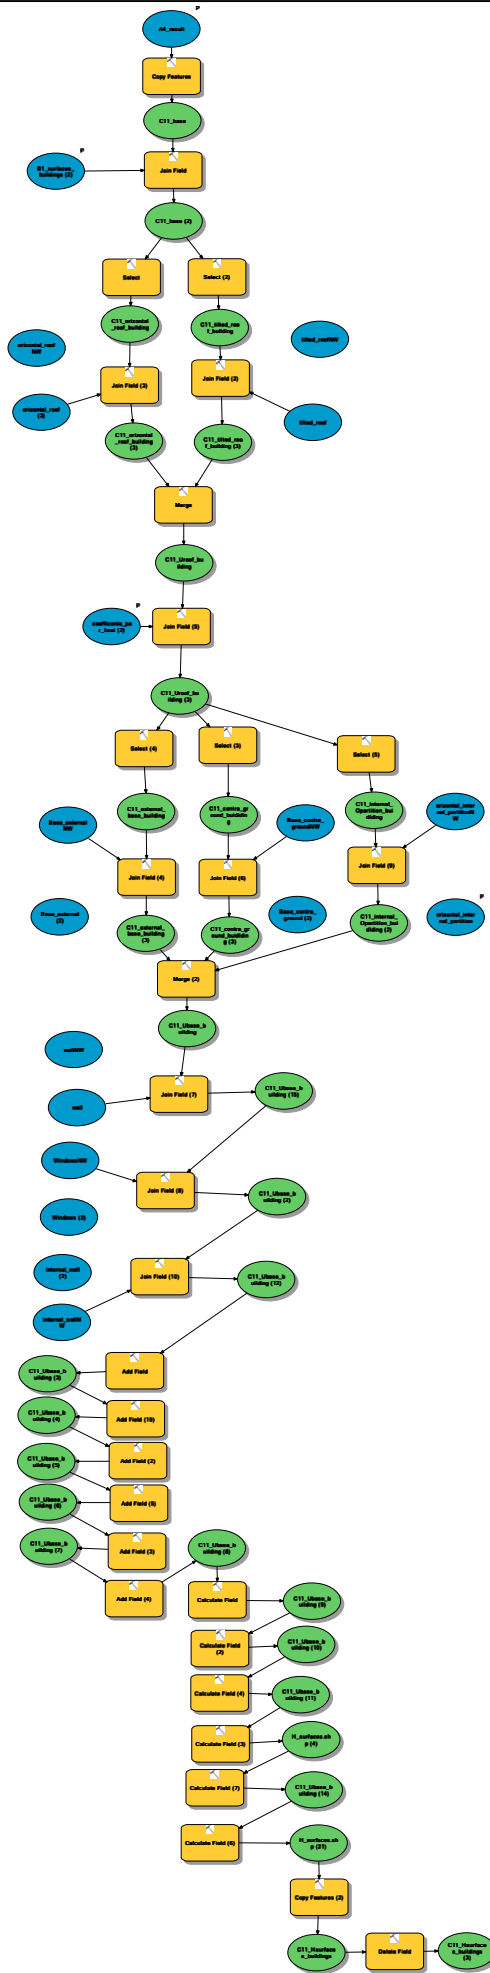 P
A4_result
Copy Features
C11_base
P
B1_surfaces_
buildings (2)
Join Field
C11_base (2)
Select
Select (2)
C11_orizontal
_roof_building
C11_tilted_roo
f_building
orizontal_roof
NW
tilted_roofNW
Join Field (3)
Join Field (2)
orizontal_roof
(3)
tilted_roof
C11_orizontal
_roof_building
(3)
C11_tilted_roo
f_building (3)
Merge
C11_Uroof_bu
ilding
P
coefficente_pe
r_heat (2)
Join Field (5)
C11_Uroof_bu
ilding (3)
Select (4)
Select (3)
Select (5)
C11_external_
base_building
C11_contro_gr
ound_building
g
C11_internal_
Opartition_bui
lding
orizontal_inter
nal_partitionN
W
Base_external
NW
Base_contro_
groundNW
Join Field (4)
Join Field (6)
Join Field (9)
P
Base_external
(2)
Base_contro_
ground (2)
orizontal_inter
nal_partition
C11_external_
base_building
(3)
C11_contro_gr
ound_buildin
g (3)
C11_internal_
Opartition_bui
lding (2)
Merge (2)
C11_Ubase_b
uilding
wallNW
wall
Join Field (7)
C11_Ubase_b
uilding (15)
WindowsNW
Join Field (8)
C11_Ubase_b
uilding (2)
Windows (2)
internal_wall
(2)
Join Field (10)
C11_Ubase_b
uilding (12)
internal_wallN
W
Add Field
C11_Ubase_b
uilding (3)
Add Field (19)
C11_Ubase_b
uilding (4)
Add Field (2)
C11_Ubase_b
uilding (5)
Add Field (5)
C11_Ubase_b
uilding (6)
Add Field (3)
C11_Ubase_b
uilding (7)
Add Field (4)
C11_Ubase_b
uilding (8)
Calculate Field
C11_Ubase_b
uilding (9)
Calculate Field
(2)
C11_Ubase_b
uilding (10)
Calculate Field (4)
C11_Ubase_b
uilding (11)
Calculate Field (3)
H_surfaces.sh
p (4)
Calculate Field (7)
C11_Ubase_b
uilding (14)
Calculate Field (6)
H_surfaces.sh
p (21)
Copy Features (2)
C11_Hsurface
s_buildings
Delete Field
C11_Hsurface
s_buildings
(3)